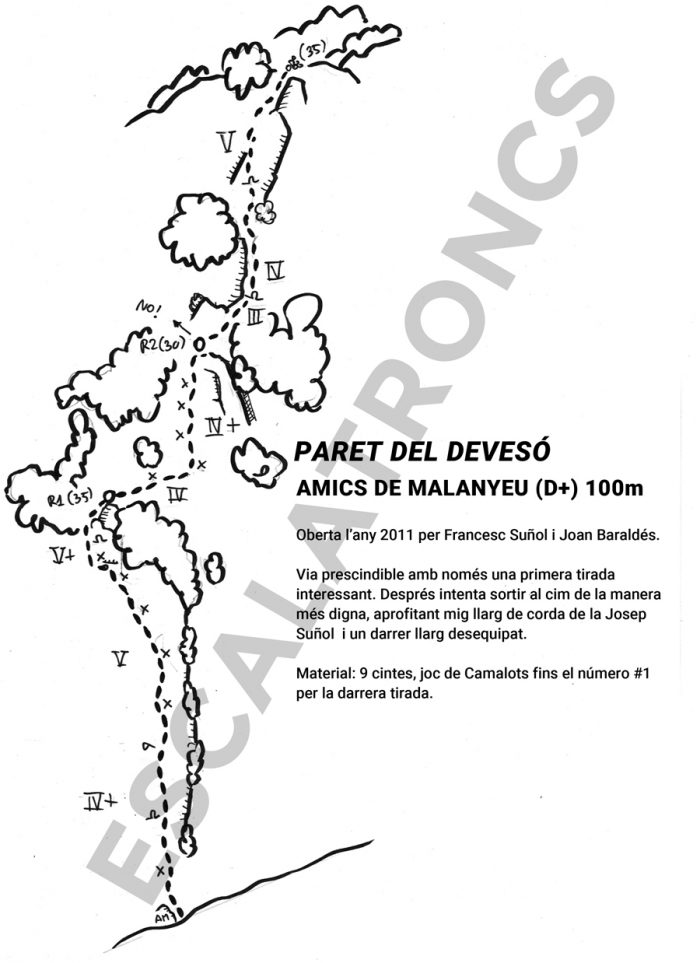 (35)
V
IV
NO!
III
R2(30)
IV+
PARET DEL DEVESÓ
AMICS DE MALANYEU (D+) 100m
R1(35)
IV
Oberta l'any 2011 per Francesc Suñol i Joan Baraldés.
V+
Via prescindible amb només una primera tirada
interessant. Després intenta sortir al cim de la manera
més digna, aprofitant mig llarg de corda de la Josep
Suñol i un darrer llarg desequipat.
V
Material: 9 cintes, joc de Camalots fins el número #1
per la darrera tirada.
IV+
AM
ESCALATRONCS